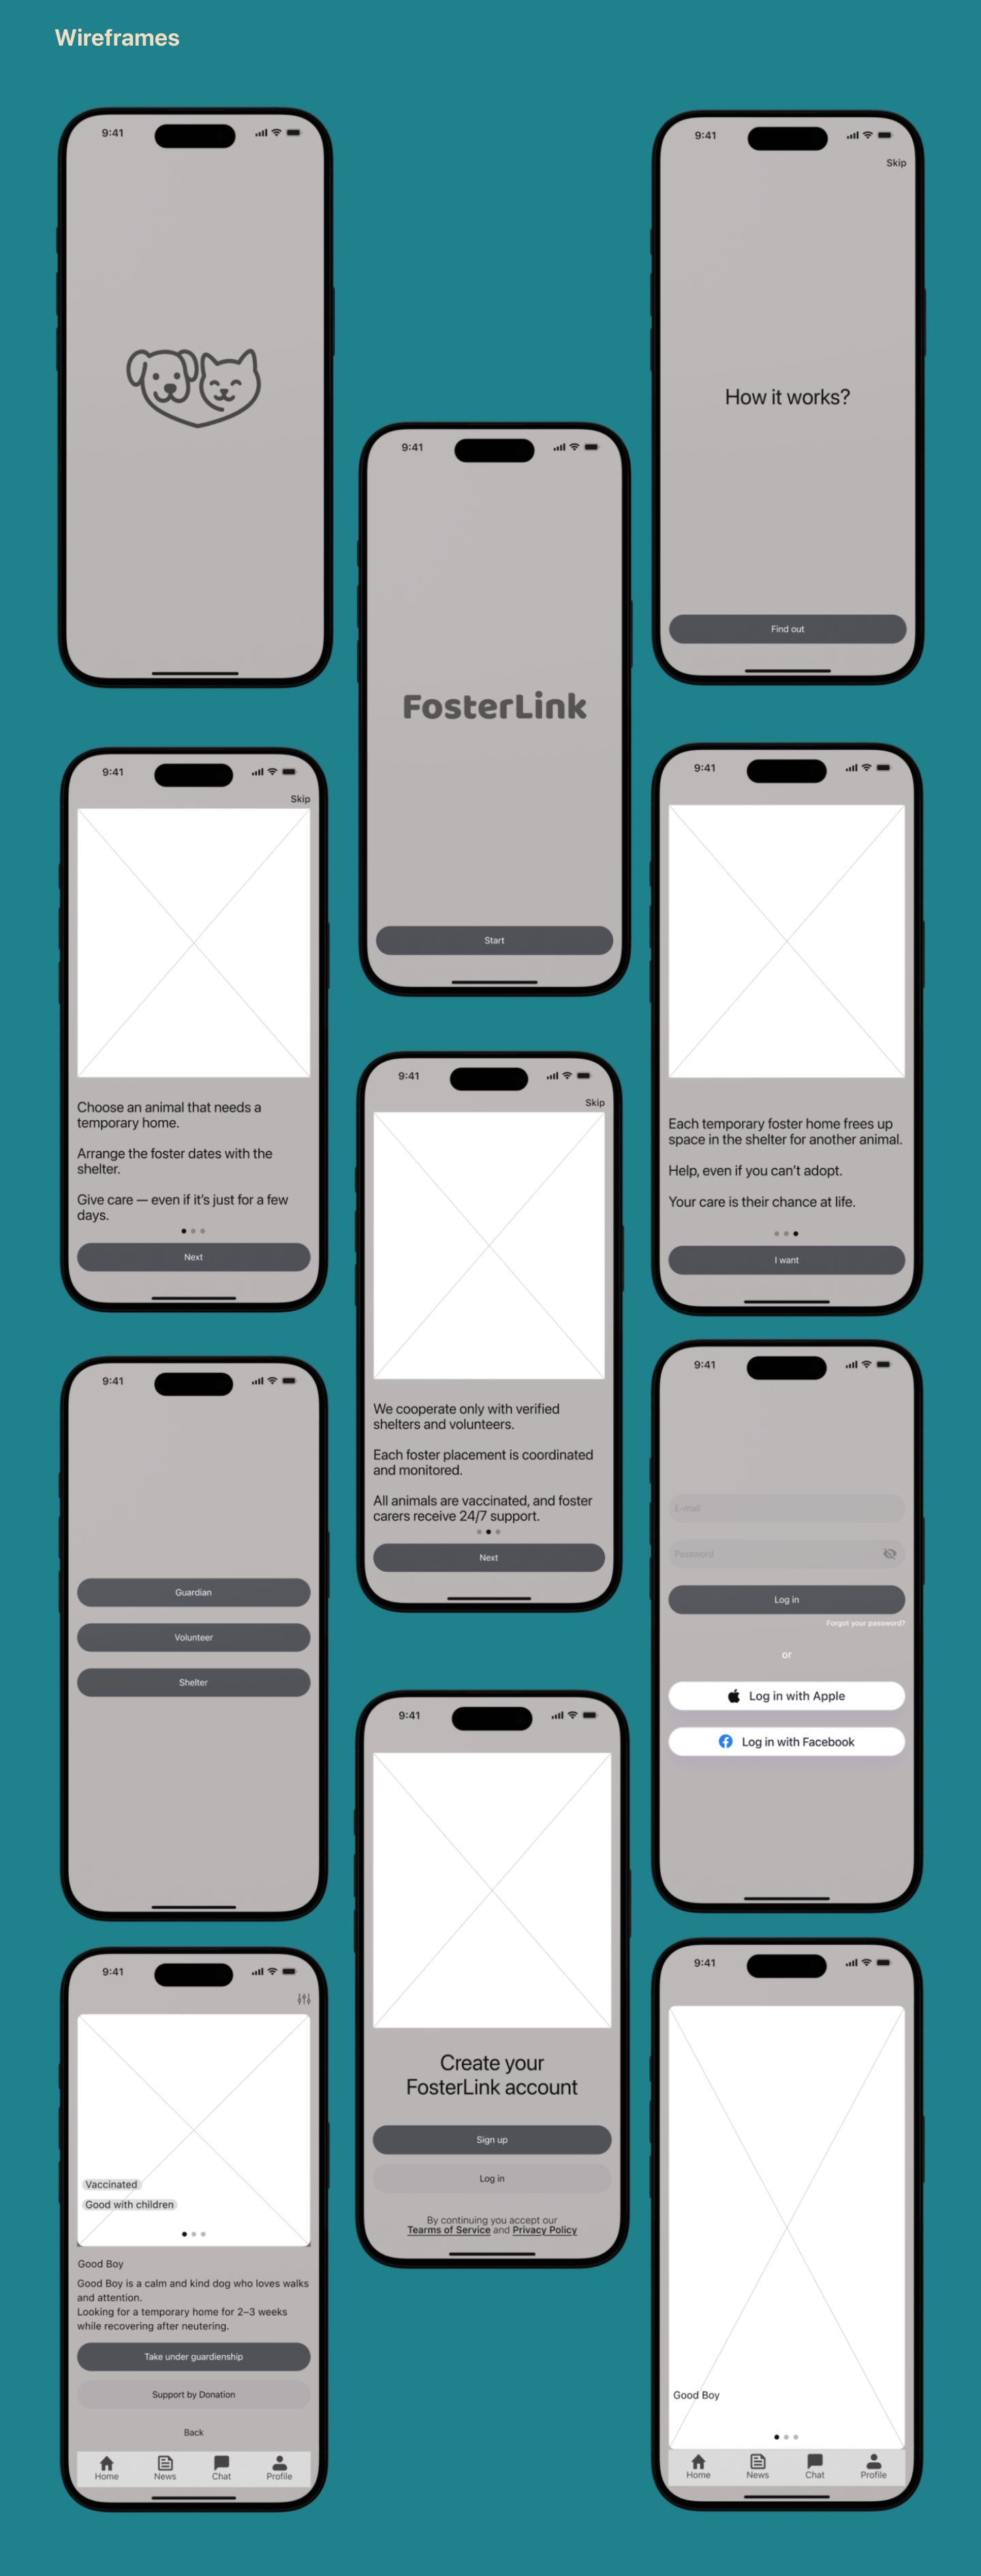 Wireframes
9:41
9:41
Skip
How it works?
Find out
9:41
FosterLink
Start
9:41
Skip
Choose an animal that needs a
temporary home.
Arrange the foster dates with the
shelter.
Give care — even if it's just for a few
days.
Next
9:41
Each temporary foster home frees up
space in the shelter for another animal.
Help, even if you can't adopt.
Your care is their chance at life.
I want
9:41
Skip
We cooperate only with verified
shelters and volunteers.
Each foster placement is coordinated
and monitored.
All animals are vaccinated, and foster
carers receive 24/7 support.
Next
9:41
Guardian
Volunteer
Shelter
9:41
E-mail
Password
Log in
Forgot your password?
or
Log in with Apple
Log in with Facebook
9:41
Create your
FosterLink account
Sign up
Log in
By continuing you accept our
Tearms of Service and Privacy Policy
9:41
Vaccinated
Good with children
Good Boy
Good Boy is a calm and kind dog who loves walks
and attention.
Looking for a temporary home for 2–3 weeks
while recovering after neutering.
Take under guardienship
Support by Donation
Back
Home News Chat Profile
9:41
Good Boy
Home News Chat Profile